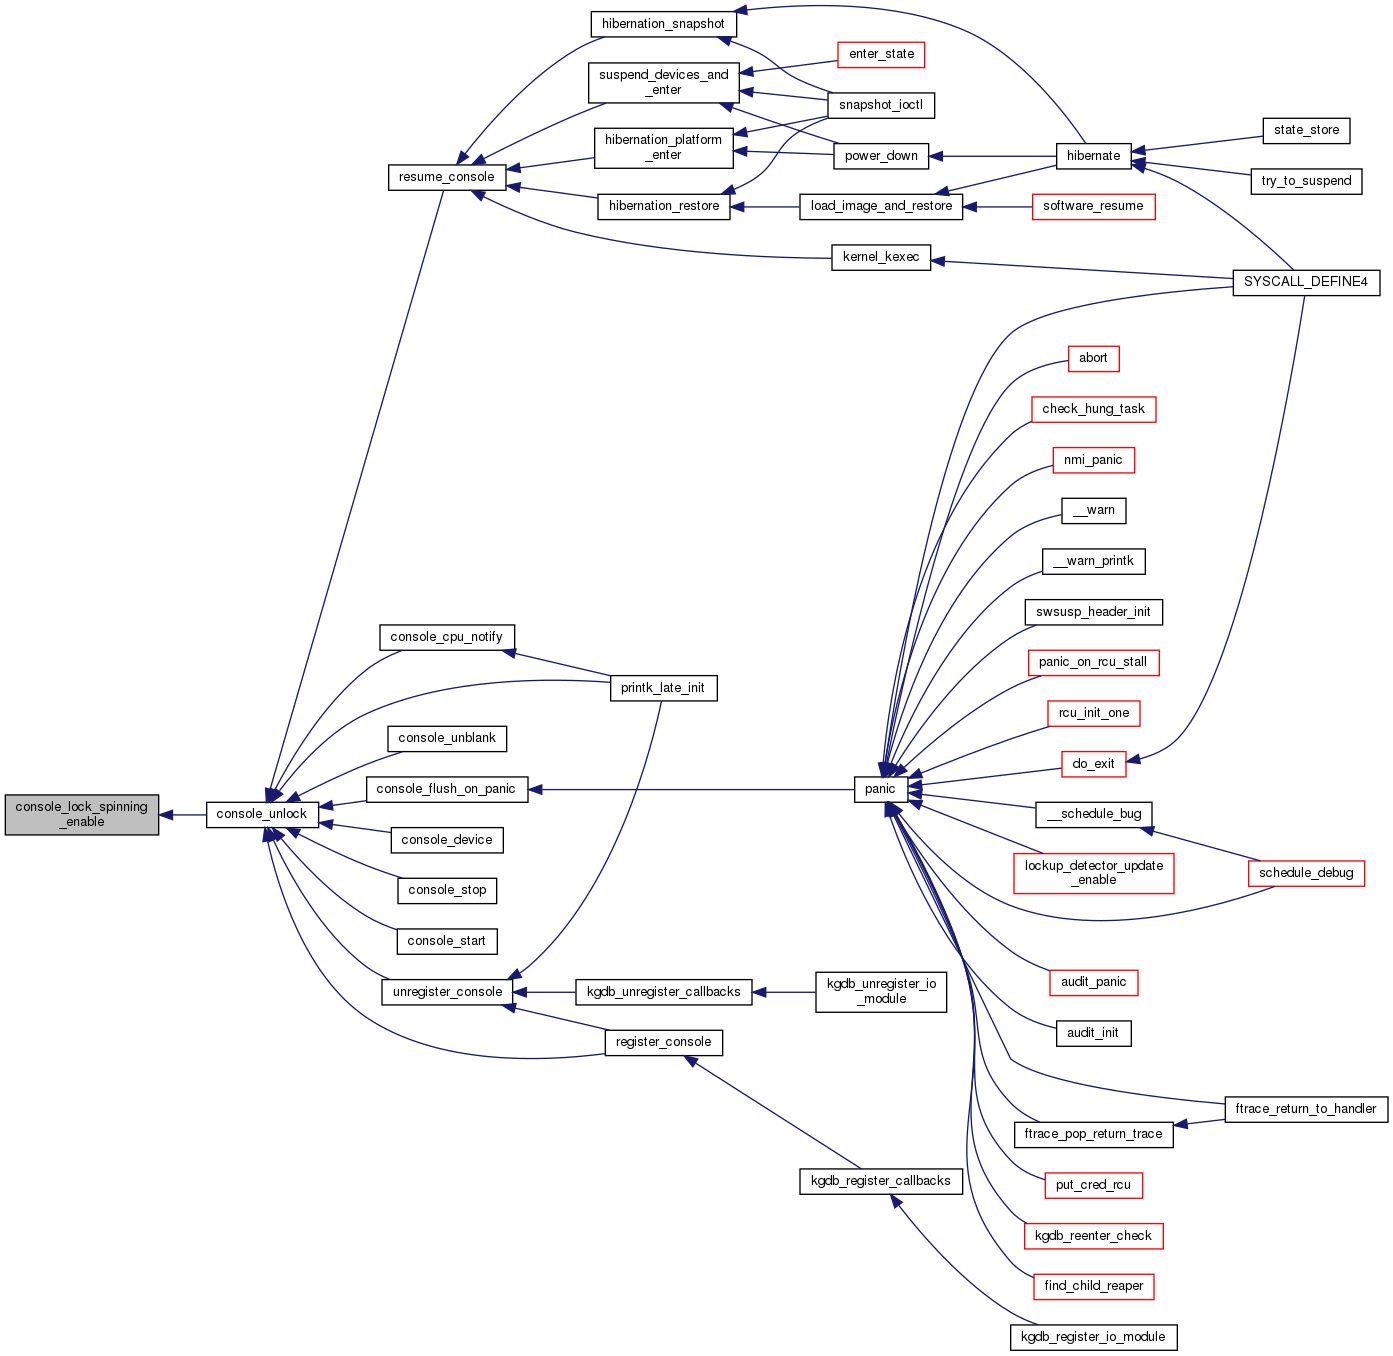 hibernation_snapshot
enter_state
suspend_devices_and
_enter
snapshot_ioctl
state_store
hibernation_platform
_enter
power_down
hibernate
resume_console
try_to_suspend
hibernation_restore
load_image_and_restore
software_resume
kernel_kexec
SYSCALL_DEFINE4
abort
check_hung_task
nmi_panic
__warn
__warn_printk
swsusp_header_init
console_cpu_notify
panic_on_rcu_stall
printk_late_init
rcu_init_one
console_unblank
do_exit
console_flush_on_panic
panic
console_lock_spinning
_enable
console_unlock
__schedule_bug
console_device
lockup_detector_update
_enable
schedule_debug
console_stop
console_start
audit_panic
unregister_console
kgdb_unregister_callbacks
kgdb_unregister_io
_module
audit_init
register_console
ftrace_return_to_handler
ftrace_pop_return_trace
kgdb_register_callbacks
put_cred_rcu
kgdb_reenter_check
find_child_reaper
kgdb_register_io_module